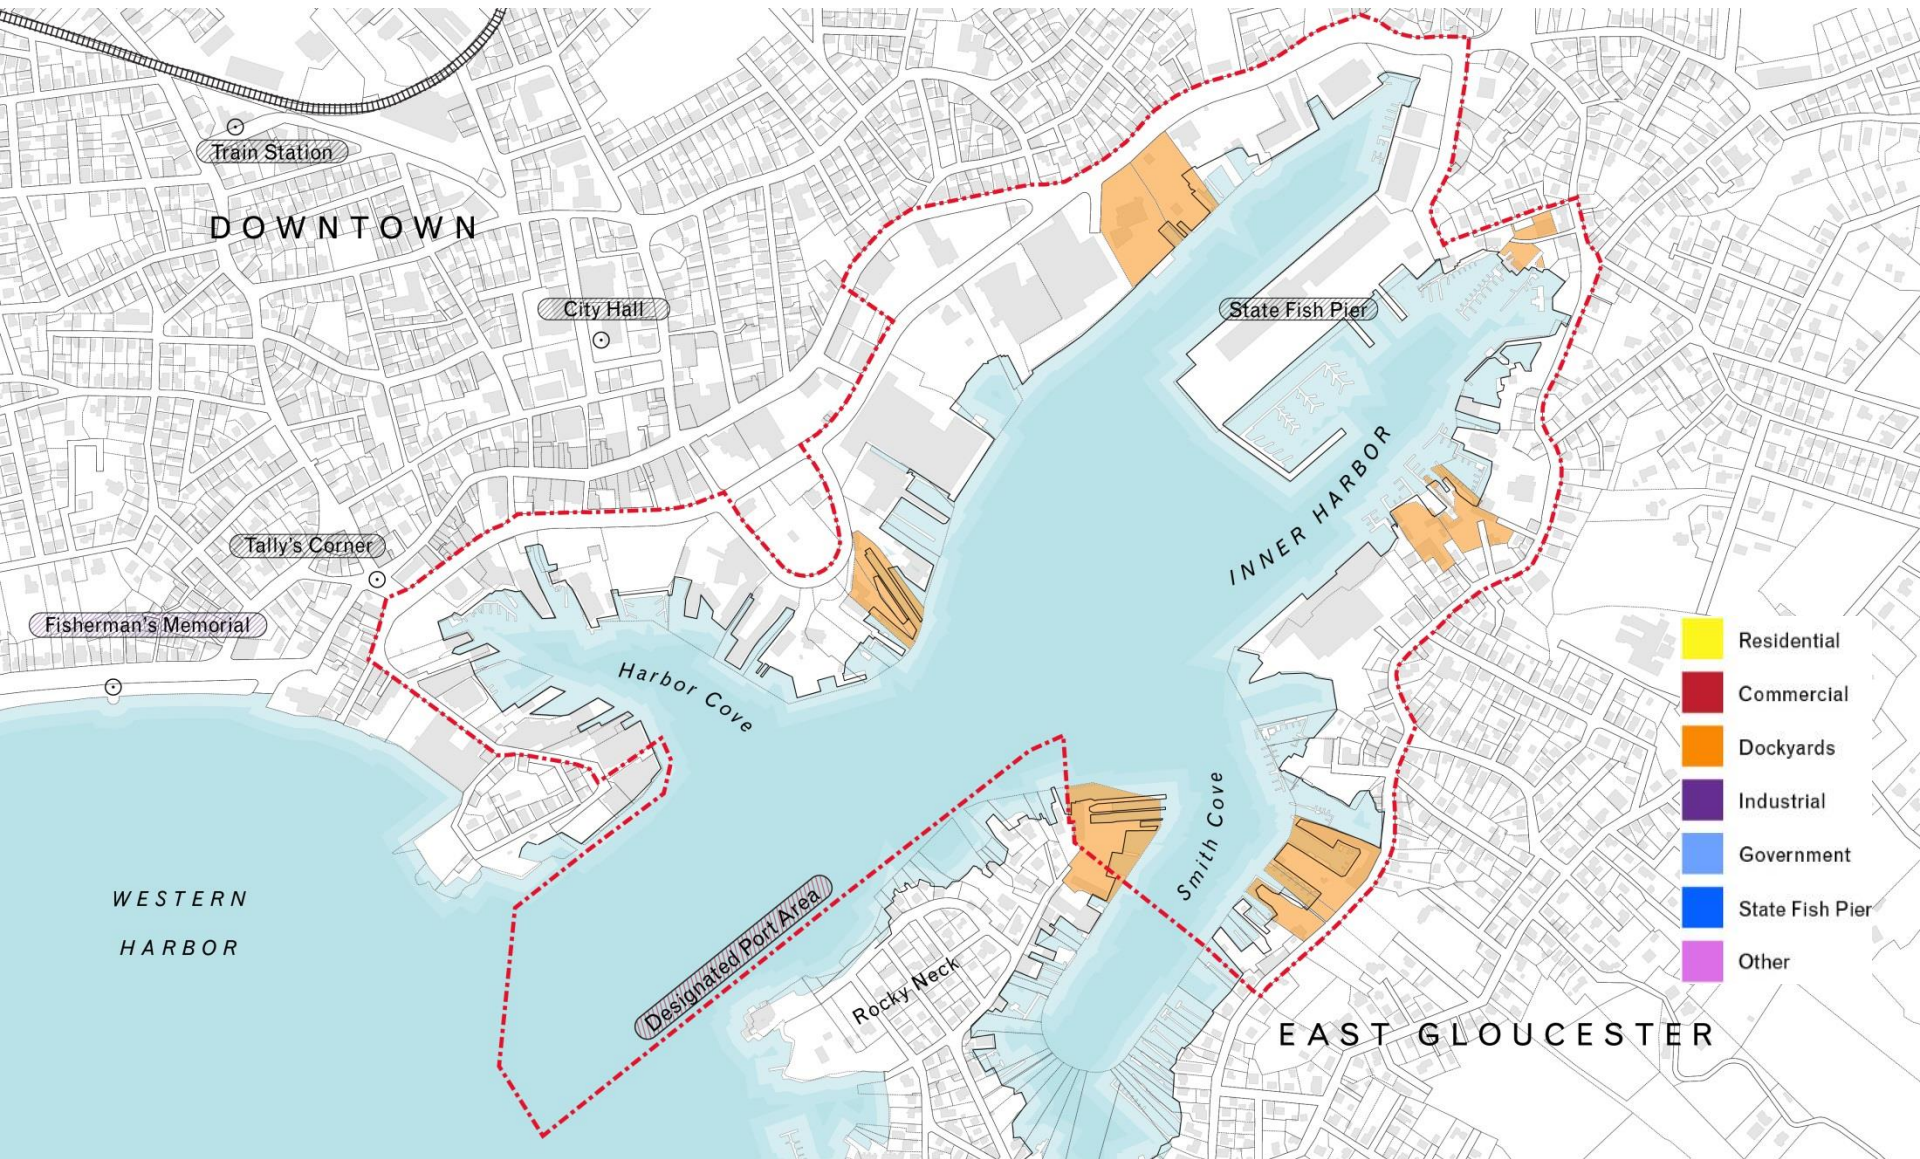 Train Station
DOWNTOWN
City Hall
State Fish Pier
INNER HARBOR
Tally's Corner
Fisherman's Memorial
Harbor Cove
Residential
Commercial
Dockyards
Industrial
Government
State Fish Pier
Other
Smith Cove
WESTERN
HARBOR
Designated Port Area
Rocky Neck
EAST GLOUCESTER